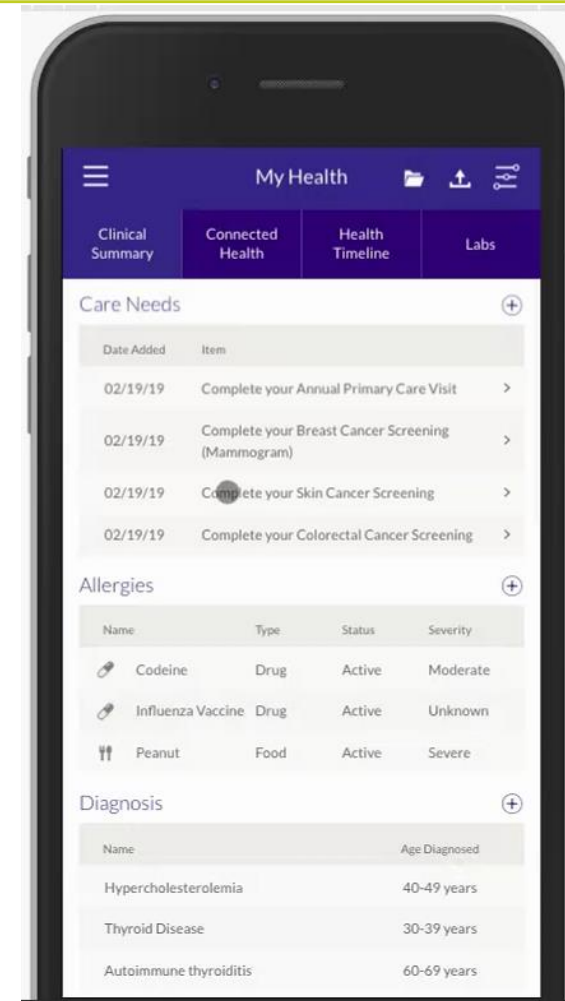 My Health
Clinical Summary
Connected Health
Health Timeline
Labs
Care Needs
Date Added Item
02/19/19 Complete your Annual Primary Care Visit
02/19/19 Complete your Breast Cancer Screening
(Mammogram)
02/19/19 Complete your Skin Cancer Screening
02/19/19 Complete your Colorectal Cancer Screening
Allergies
Name Type Status Severity
Codeine Drug Active Moderate
Influenza Vaccine Drug Active Unknown
Peanut Food Active Severe
Diagnosis
Name Age Diagnosed
Hypercholesterolemia 40-49 years
Thyroid Disease 30-39 years
Autoimmune thyroiditis 60-69 years